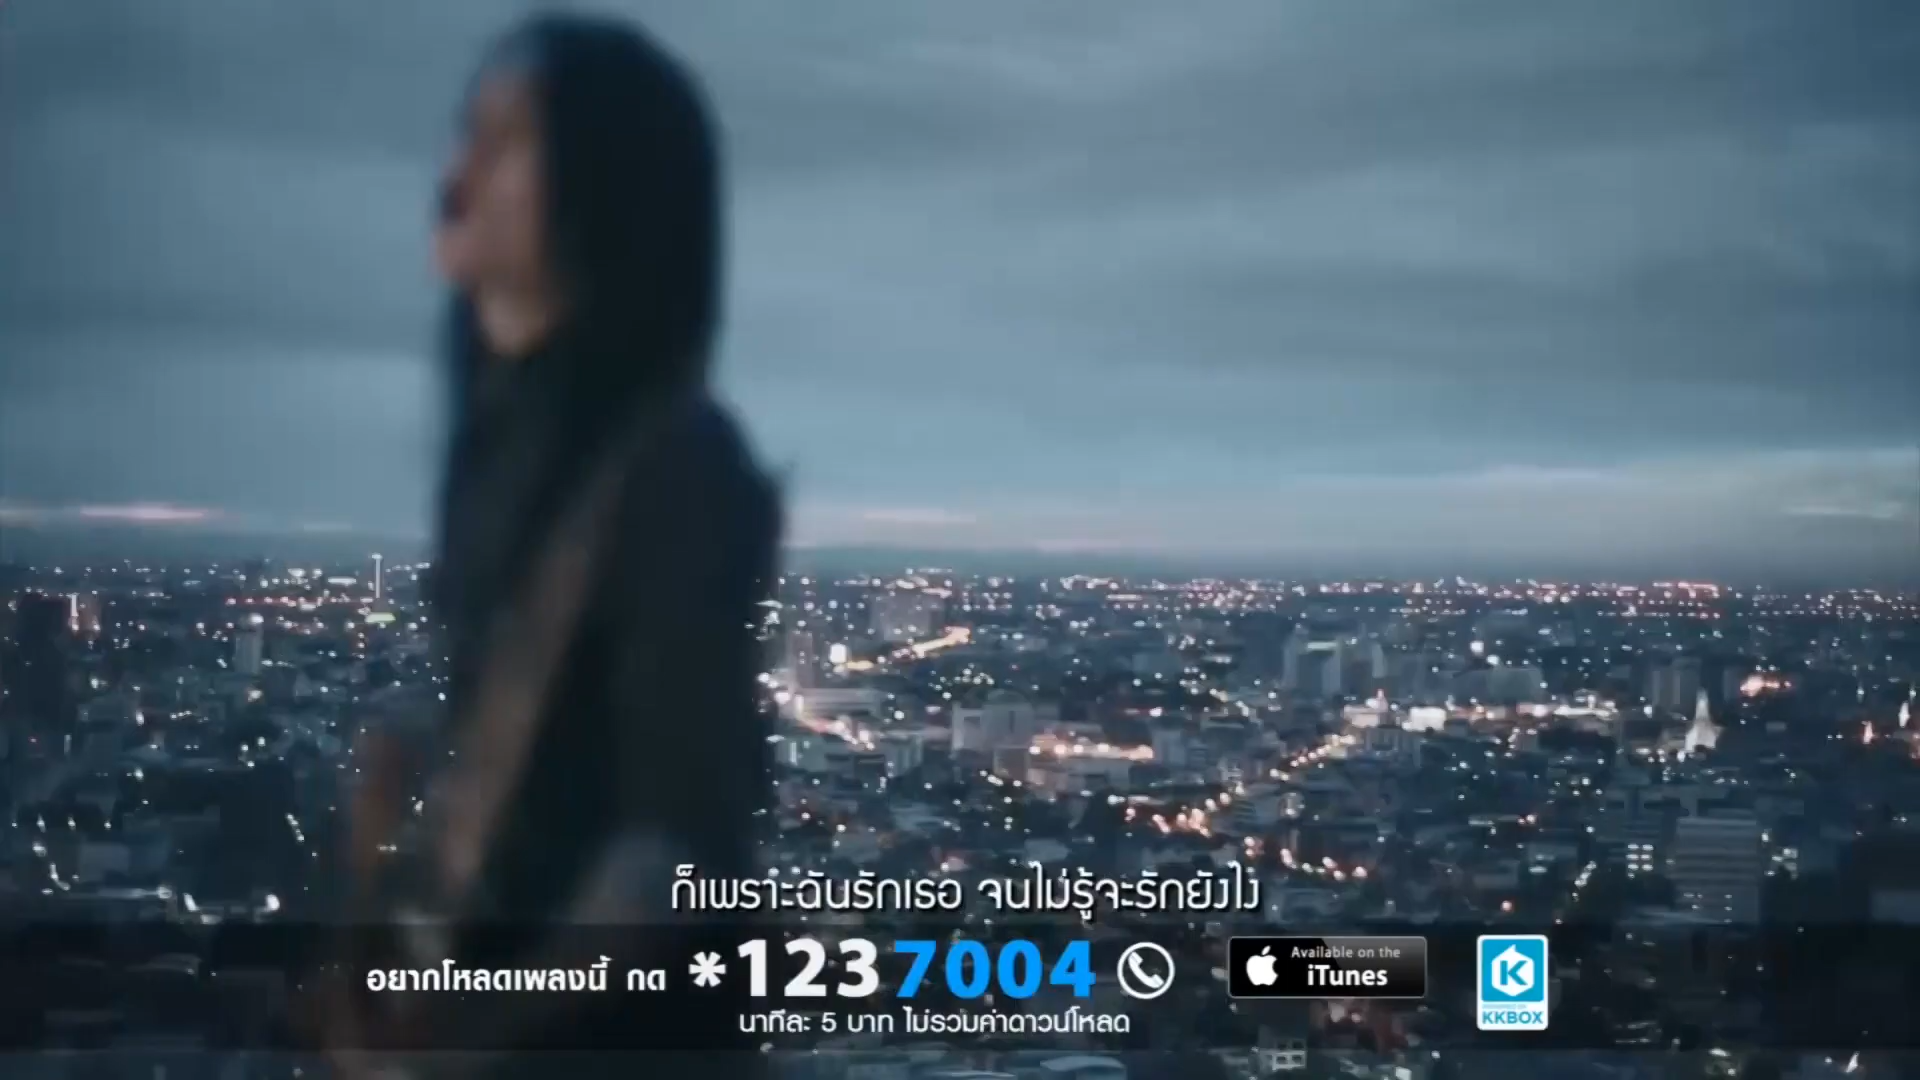 ก็เพราะฉันรักเธอ จนไม่รู้จะรักยังไง
อยากโหลดเพลงนี้ กด *1237004
นาทีละ 5 บาท ไม่รวมค่าดาวน์โหลด
Available on the
iTunes
KKBOX